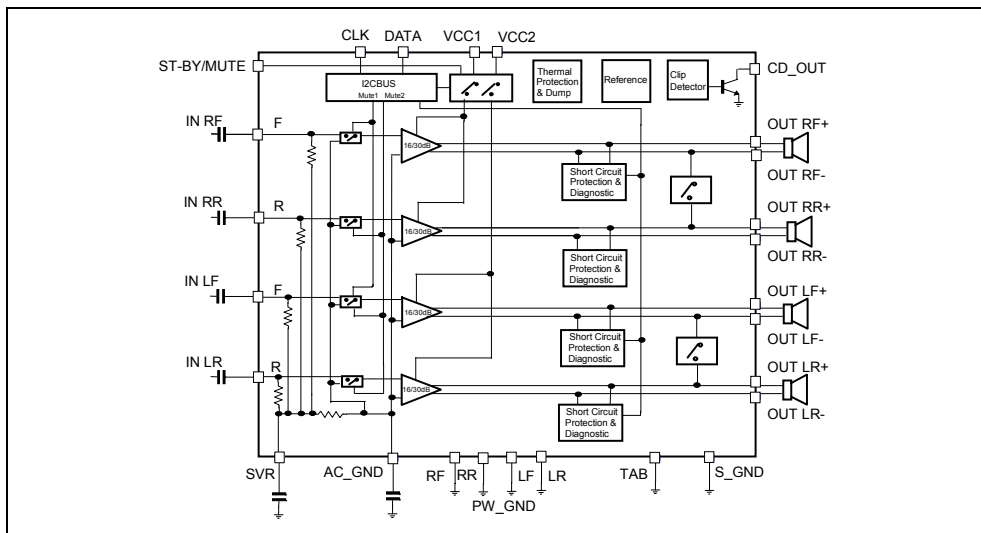 CLK DATA VCC1 VCC2
ST-BY/MUTE
I2CBUS
Mute1 Mute2
Thermal
Protection
& Dump
Reference
Clip
Detector
CD_OUT
IN RF
F
16/30dB
OUT RF+
OUT RF-
Short Circuit
Protection &
Diagnostic
IN RR
R
16/30dB
OUT RR+
OUT RR-
Short Circuit
Protection &
Diagnostic
IN LF
F
16/30dB
OUT LF+
OUT LF-
Short Circuit
Protection &
Diagnostic
IN LR
R
16/30dB
OUT LR+
OUT LR-
Short Circuit
Protection &
Diagnostic
SVR
AC_GND
RF
RR
LF
LR
PW_GND
TAB
S_GND